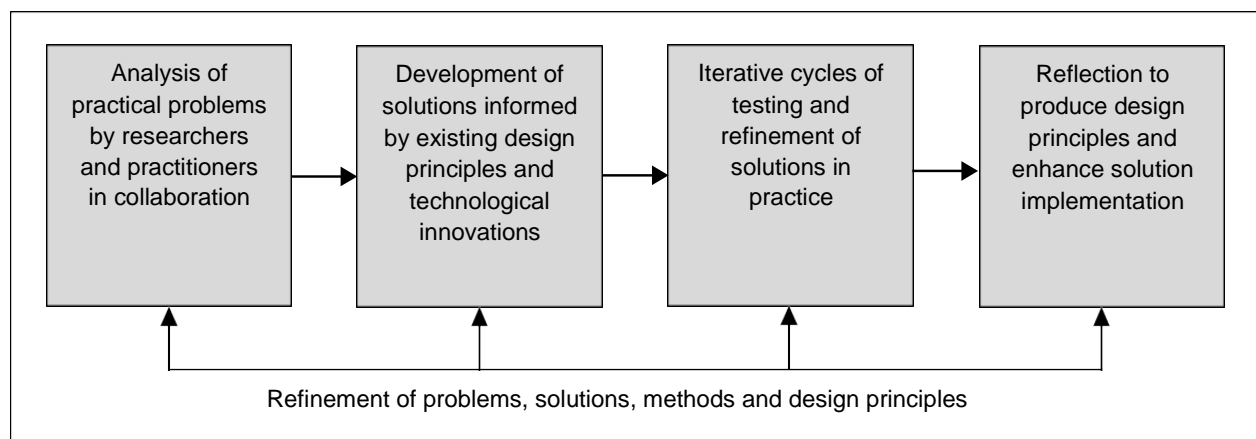 Analysis of
practical problems
by researchers
and practitioners
in collaboration
Development of
solutions informed
by existing design
principles and
technological
innovations
Iterative cycles of
testing and
refinement of
solutions in
practice
Reflection to
produce design
principles and
enhance solution
implementation
Refinement of problems, solutions, methods and design principles